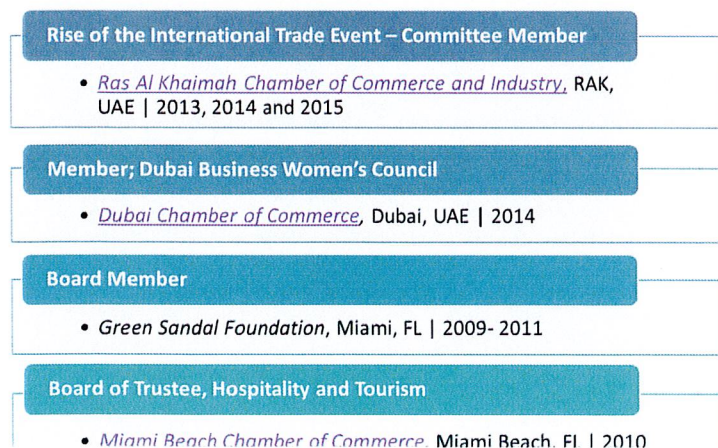 Rise of the International Trade Event – Committee Member
• Ras Al Khaimah Chamber of Commerce and Industry, RAK,
UAE | 2013, 2014 and 2015
Member; Dubai Business Women's Council
• Dubai Chamber of Commerce, Dubai, UAE | 2014
Board Member
• Green Sandal Foundation, Miami, FL | 2009- 2011
Board of Trustee, Hospitality and Tourism
• Miami Beach Chamber of Commerce, Miami Beach, FL | 2010